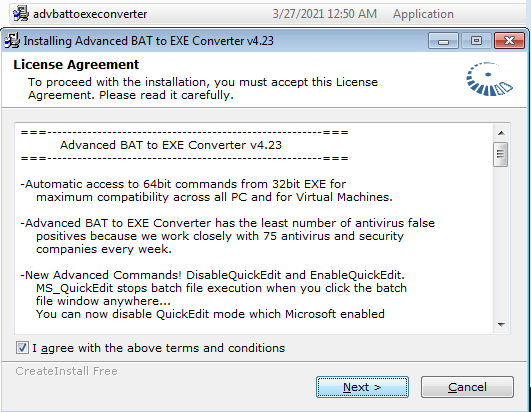 advbattoexeconverter 3/27/2021 12:50 AM Application
Installing Advanced BAT to EXE Converter v4.23
License Agreement
To proceed with the installation, you must accept this License
Agreement. Please read it carefully.
===-------------------------------------------------------===
Advanced BAT to EXE Converter v4.23
===-------------------------------------------------------===
-Automatic access to 64bit commands from 32bit EXE for
maximum compatibility across all PC and for Virtual Machines.
-Advanced BAT to EXE Converter has the least number of antivirus false
positives because we work closely with 75 antivirus and security
companies every week.
-New Advanced Commands! DisableQuickEdit and EnableQuickEdit.
MS_QuickEdit stops batch file execution when you click the batch
file window anywhere...
You can now disable QuickEdit mode which Microsoft enabled
I agree with the above terms and conditions
CreateInstall Free
Next >
Cancel